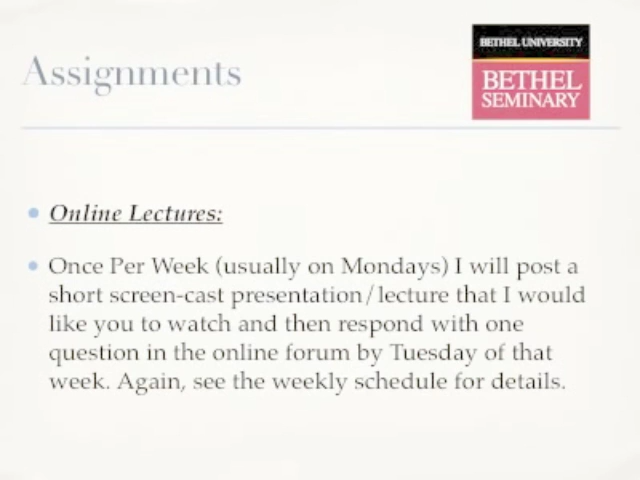 Assignments
BETHEL UNIVERSITY
BETHEL
SEMINARY
Online Lectures:
Once Per Week (usually on Mondays) I will post a
short screen-cast presentation/lecture that I would
like you to watch and then respond with one
question in the online forum by Tuesday of that
week. Again, see the weekly schedule for details.